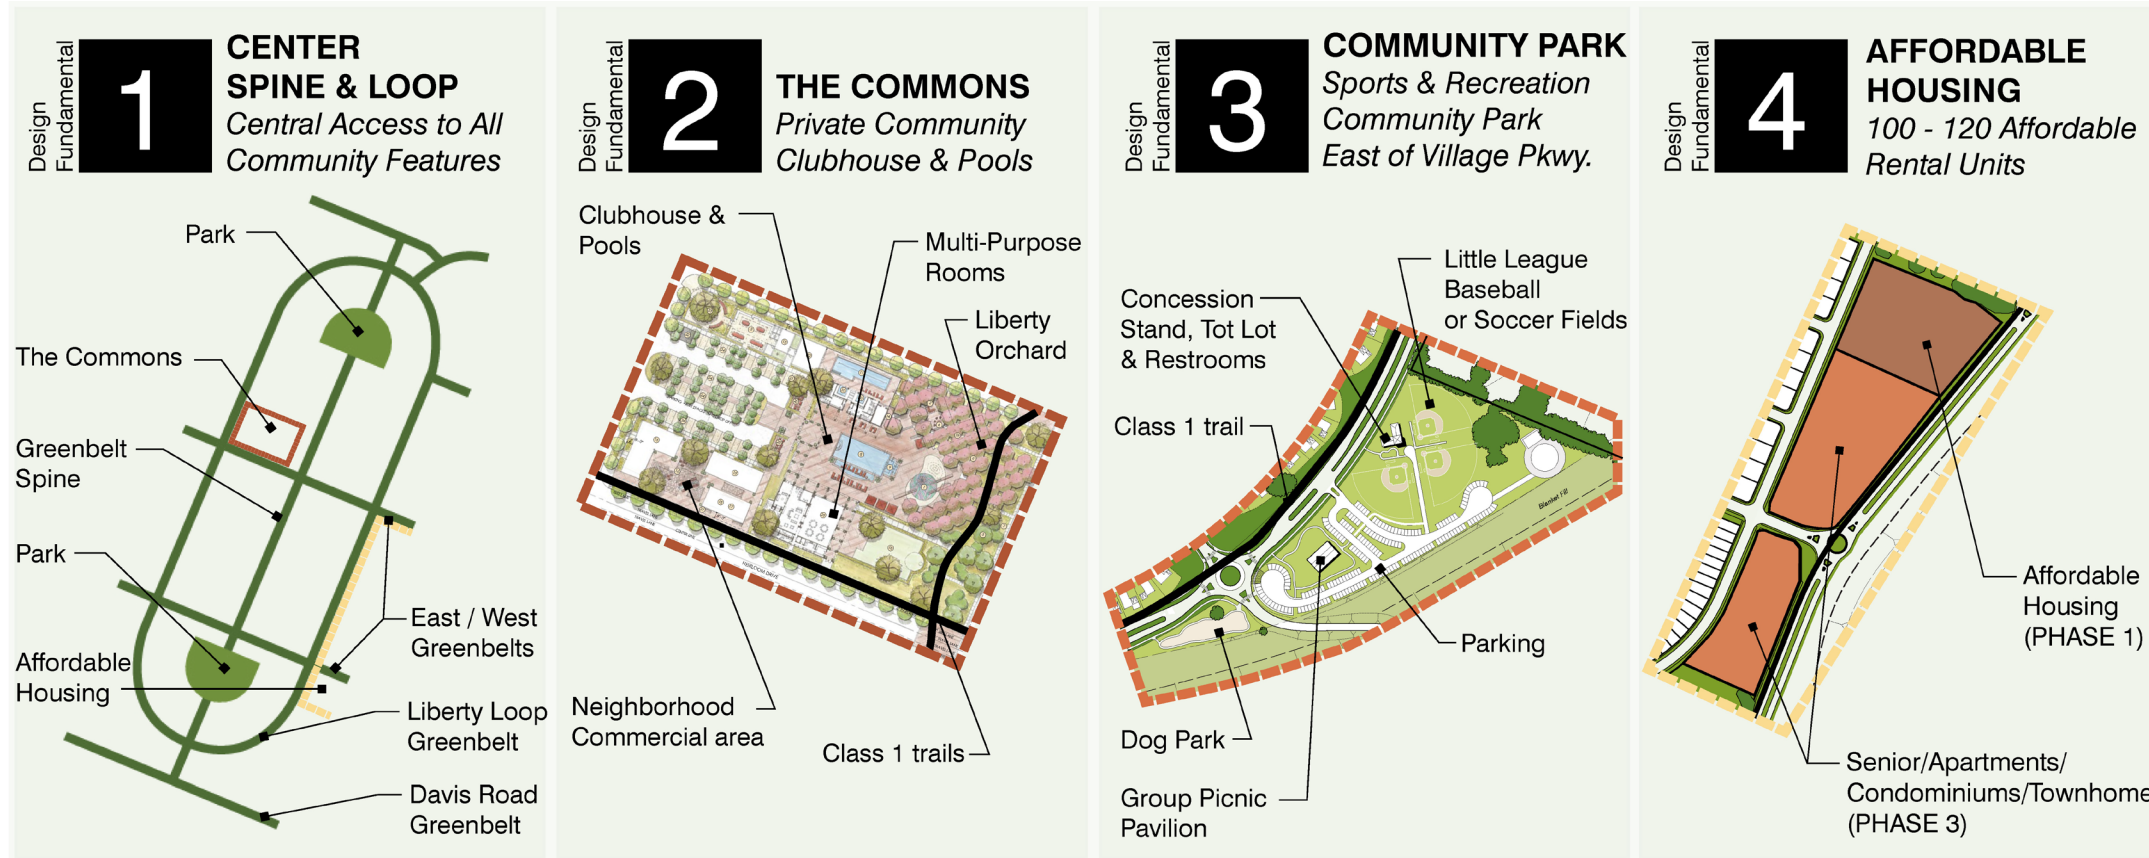 Design
Fundamental
1
CENTER
SPINE & LOOP
Central Access to All
Community Features
Park
The Commons
Greenbelt
Spine
Park
Affordable
Housing
East / West
Greenbelts
Liberty Loop
Greenbelt
Davis Road
Greenbelt
Design
Fundamental
2
THE COMMONS
Private Community
Clubhouse & Pools
Clubhouse &
Pools
Multi-Purpose
Rooms
Liberty
Orchard
Neighborhood
Commercial area
Class 1 trails
Design
Fundamental
3
COMMUNITY PARK
Sports & Recreation
Community Park
East of Village Pkwy.
Little League
Baseball
or Soccer Fields
Concession
Stand, Tot Lot
& Restrooms
Class 1 trail
Blanket Fill
Parking
Dog Park
Group Picnic
Pavilion
Design
Fundamental
4
AFFORDABLE
HOUSING
100 - 120 Affordable
Rental Units
Affordable
Housing
(PHASE 1)
Senior/Apartments/
Condominiums/Townhome
(PHASE 3)